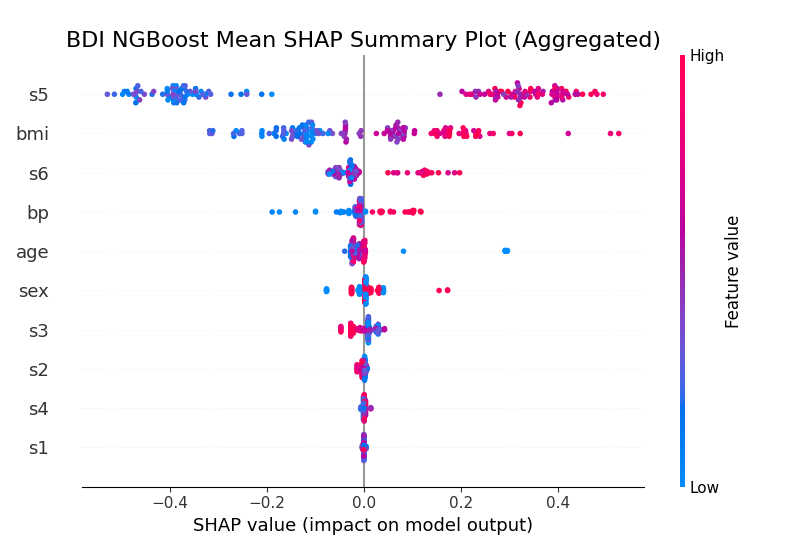 BDI NGBoost Mean SHAP Summary Plot (Aggregated)
High
s5
bmi
s6
bp
age
sex
s3
s2
s4
s1
Feature value
Low
−0.4 −0.2 0.0 0.2 0.4
SHAP value (impact on model output)